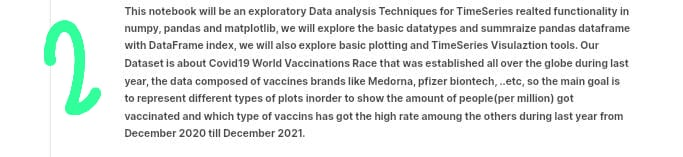 This notebook will be an exploratory Data analysis Techniques for TimeSeries realted functionality in
numpy, pandas and matplotlib, we will explore the basic datatypes and summraize pandas dataframe
with DataFrame index, we will also explore basic plotting and TimeSeries Visulaztion tools. Our
Dataset is about Covid19 World Vaccinations Race that was established all over the globe during last
year, the data composed of vaccines brands like Medorna, pfizer biontech, ..etc, so the main goal is
to represent different types of plots inorder to show the amount of people(per million) got
vaccinated and which type of vaccins has got the high rate amoung the others during last year from
December 2020 till December 2021.
2